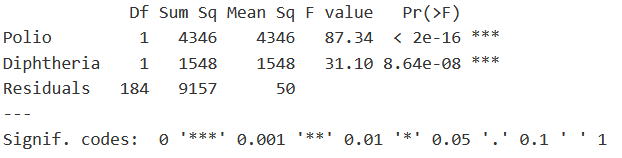 Df Sum Sq Mean Sq F value   Pr(>F)    
Polio         1   4346    4346   87.34  < 2e-16 ***
Diphtheria    1   1548    1548   31.10 8.64e-08 ***
Residuals   184   9157      50
---
Signif. codes:  0 '***' 0.001 '**' 0.01 '*' 0.05 '.' 0.1 ' ' 1